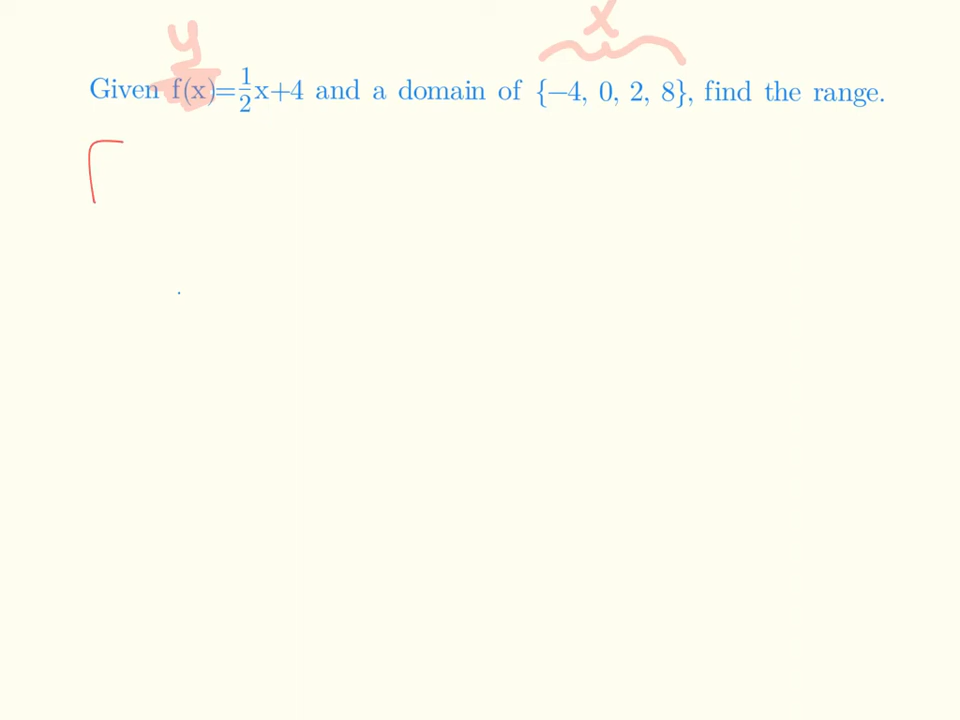 y x
Given f(x)=1/2x+4 and a domain of {−4, 0, 2, 8}, find the range.